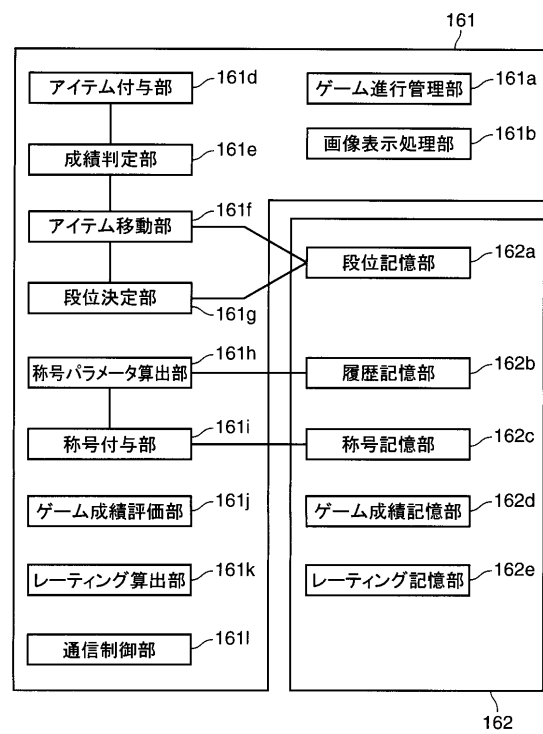 161
アイテム付与部
161d
ゲーム進行管理部
161a
成績判定部
161e
画像表示処理部
161b
アイテム移動部
161f
段位記憶部
162a
段位決定部
161g
称号パラメータ算出部
161h
履歴記憶部
162b
称号付与部
161i
称号記憶部
162c
ゲーム成績評価部
161j
ゲーム成績記憶部
162d
レーティング算出部
161k
レーティング記憶部
162e
通信制御部
161l
162